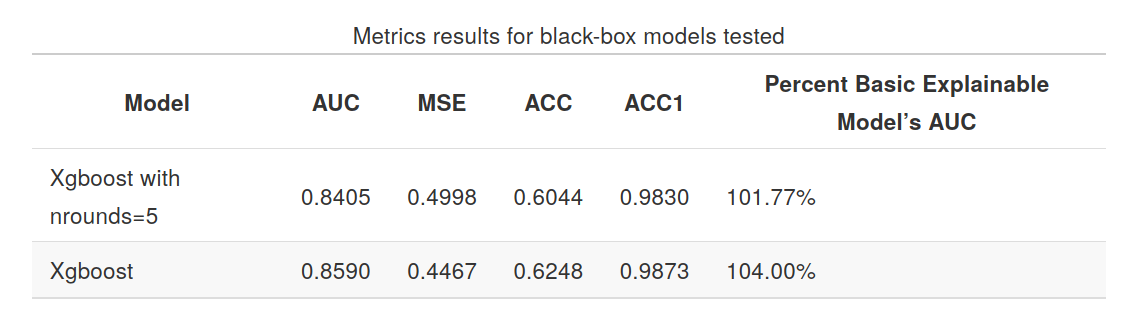 Metrics results for black-box models tested
Model AUC MSE ACC ACC1 Percent Basic Explainable
Model’s AUC
Xgboost with
nrounds=5 0.8405 0.4998 0.6044 0.9830 101.77%
Xgboost 0.8590 0.4467 0.6248 0.9873 104.00%